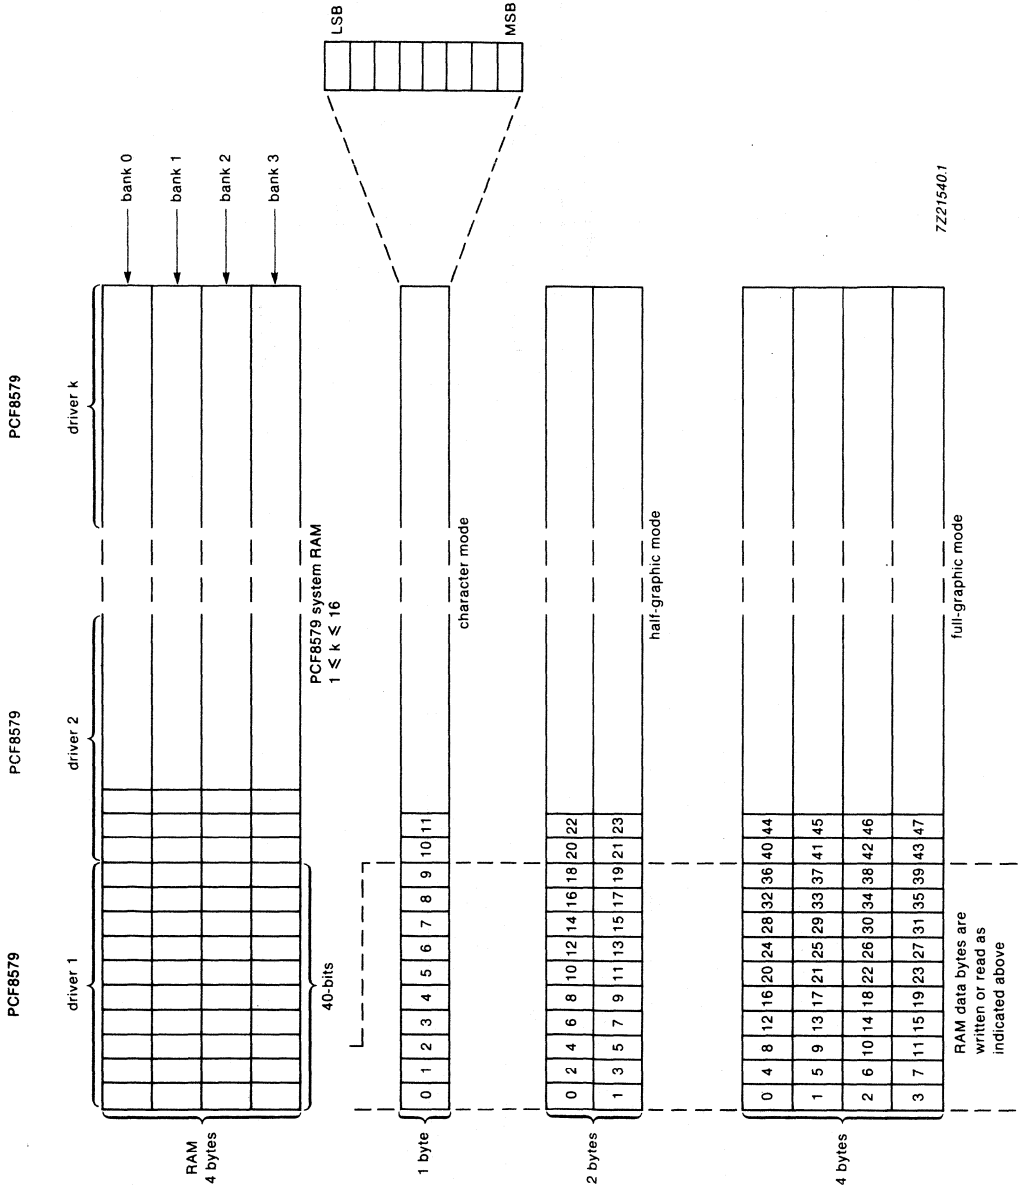 PCF8579
PCF8579
PCF8579
driver 1
driver 2
driver k
RAM
4 bytes
bank 0
bank 1
bank 2
bank 3
40-bits
PCF8579 system RAM
1 ⩽ k ⩽ 16
LSB
MSB
1 byte
0 1 2 3 4 5 6 7 8 9 10 11
character mode
2 bytes
0 2 4 6 8 10 12 14 16 18 20 22
1 3 5 7 9 11 13 15 17 19 21 23
half-graphic mode
4 bytes
0 4 8 12 16 20 24 28 32 36 40 44
1 5 9 13 17 21 25 29 33 37 41 45
2 6 10 14 18 22 26 30 34 38 42 46
3 7 11 15 19 23 27 31 35 39 43 47
full-graphic mode
RAM data bytes are
written or read as
indicated above
7Z21540.1